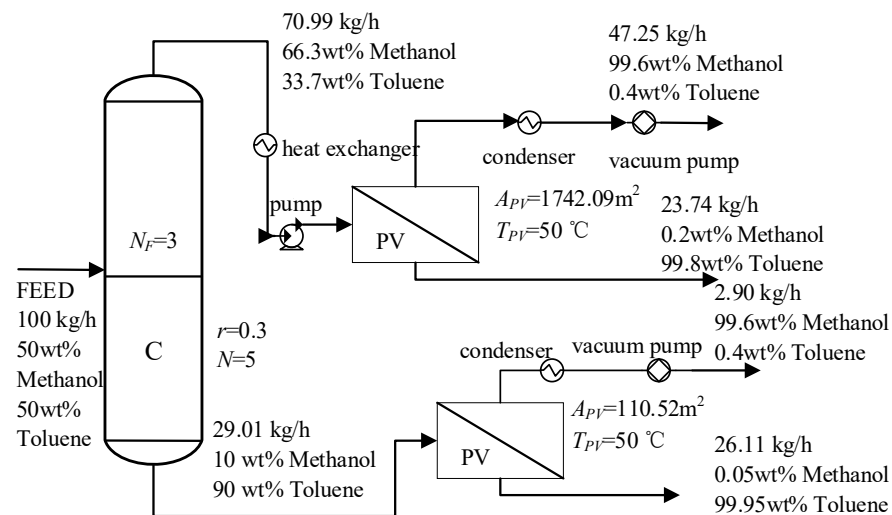 70.99 kg/h
66.3wt% Methanol
33.7wt% Toluene
47.25 kg/h
99.6wt% Methanol
0.4wt% Toluene
heat exchanger
condenser
vacuum pump
pump
PV
A_PV=1742.09m²
T_PV=50 ℃
23.74 kg/h
0.2wt% Methanol
99.8wt% Toluene
N_F=3
FEED
100 kg/h
50wt%
Methanol
50wt%
Toluene
C
r=0.3
N=5
2.90 kg/h
99.6wt% Methanol
0.4wt% Toluene
condenser
vacuum pump
PV
A_PV=110.52m²
T_PV=50 ℃
29.01 kg/h
10 wt% Methanol
90 wt% Toluene
26.11 kg/h
0.05wt% Methanol
99.95wt% Toluene